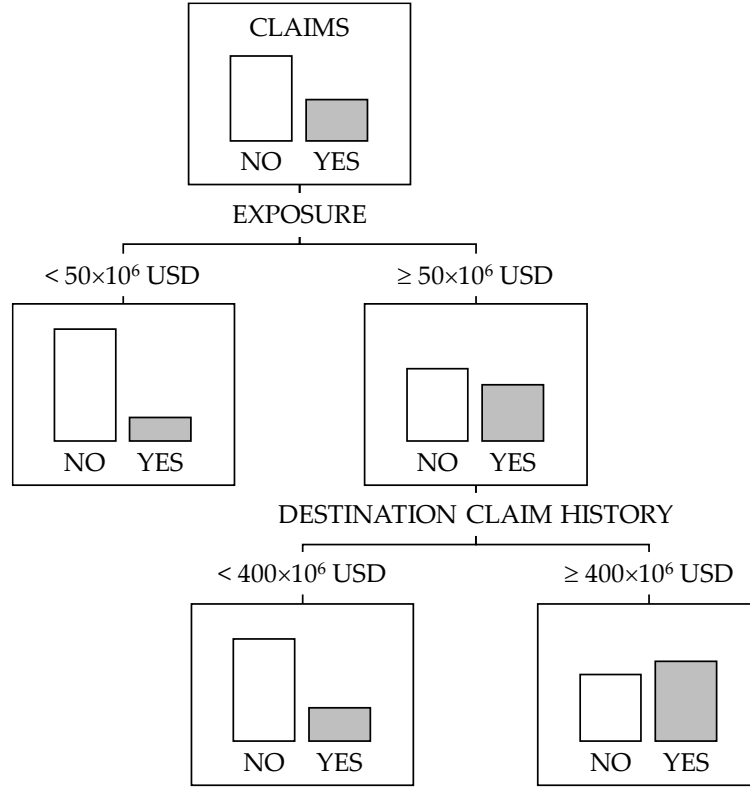 CLAIMS
NO YES
EXPOSURE
< 50×10⁶ USD ≥ 50×10⁶ USD
NO YES NO YES
DESTINATION CLAIM HISTORY
< 400×10⁶ USD ≥ 400×10⁶ USD
NO YES NO YES